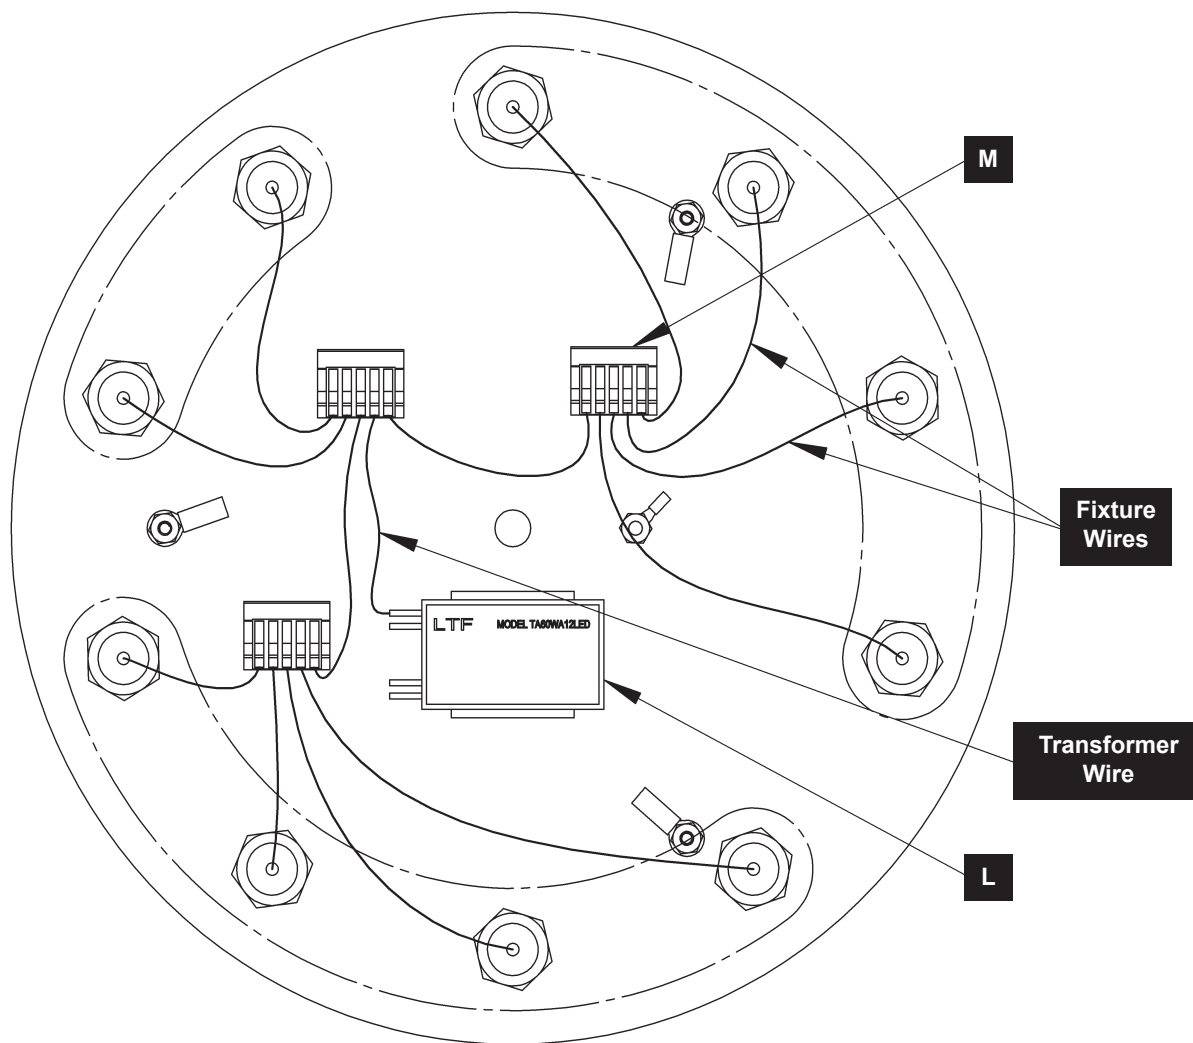 M
Fixture
Wires
LTF MODEL TA60WA12LED
Transformer
Wire
L